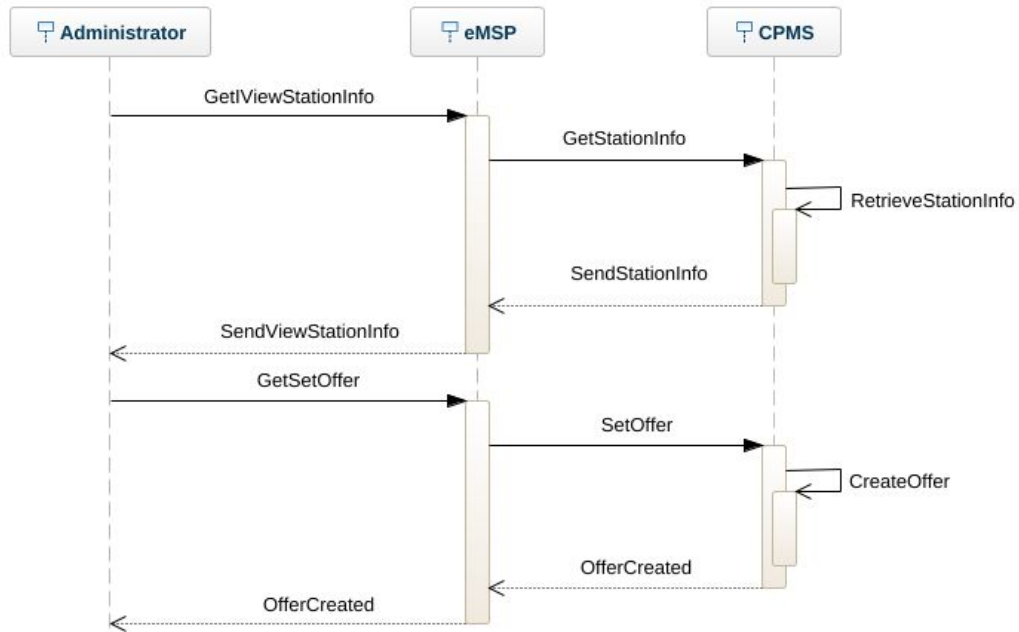 Administrator
eMSP
CPMS
GetIViewStationInfo
GetStationInfo
RetrieveStationInfo
SendStationInfo
SendViewStationInfo
GetSetOffer
SetOffer
CreateOffer
OfferCreated
OfferCreated